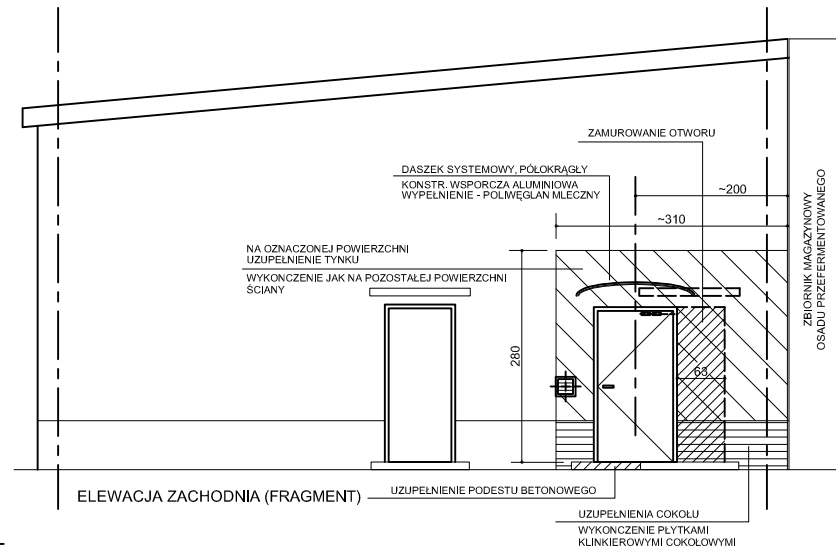 ZAMUROWANIE OTWORU
DASZEK SYSTEMOWY, PÓŁOKRĄGŁY
KONSTR. WSPORCZA ALUMINIOWA
WYPEŁNIENIE - POLIWĘGLAN MLECZNY
~200
~310
NA OZNACZONEJ POWIERZCHNI
UZUPEŁNIENIE TYNKU
WYKONCZENIE JAK NA POZOSTAŁEJ POWIERZCHNI
ŚCIANY
ZBIORNIK MAGAZYNOWY
OSADU PRZEFERMENTOWANEGO
280
63
ELEWACJA ZACHODNIA (FRAGMENT)
UZUPEŁNIENIE PODESTU BETONOWEGO
UZUPEŁNIENIA COKOŁU
WYKONCZENIE PŁYTKAMI
KLINKIEROWYMI COKOŁOWYMI